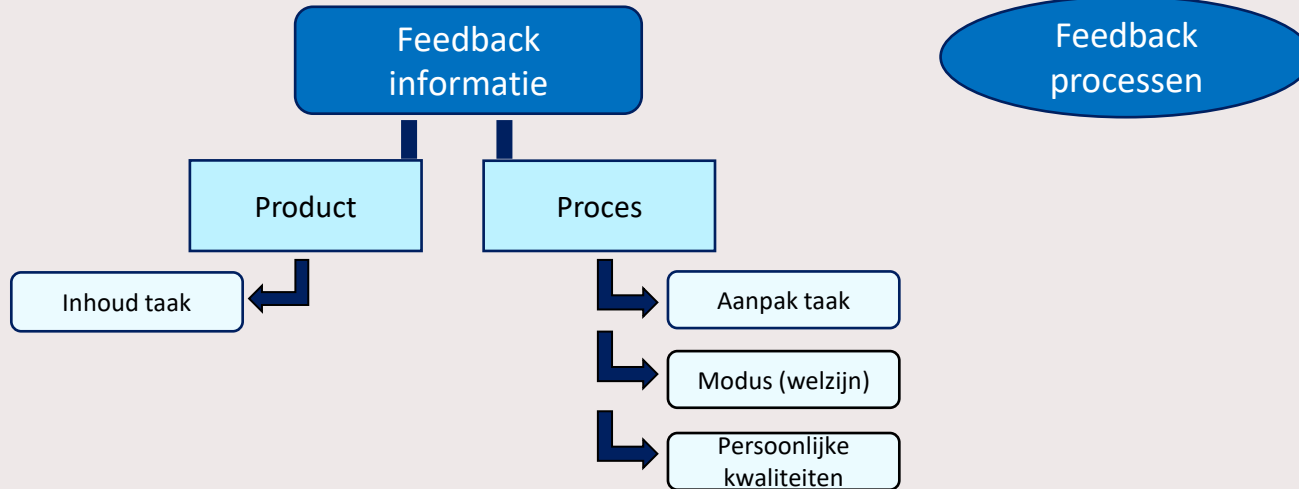 Feedback
informatie
Feedback
processen
Product
Proces
Inhoud taak
Aanpak taak
Modus (welzijn)
Persoonlijke
kwaliteiten